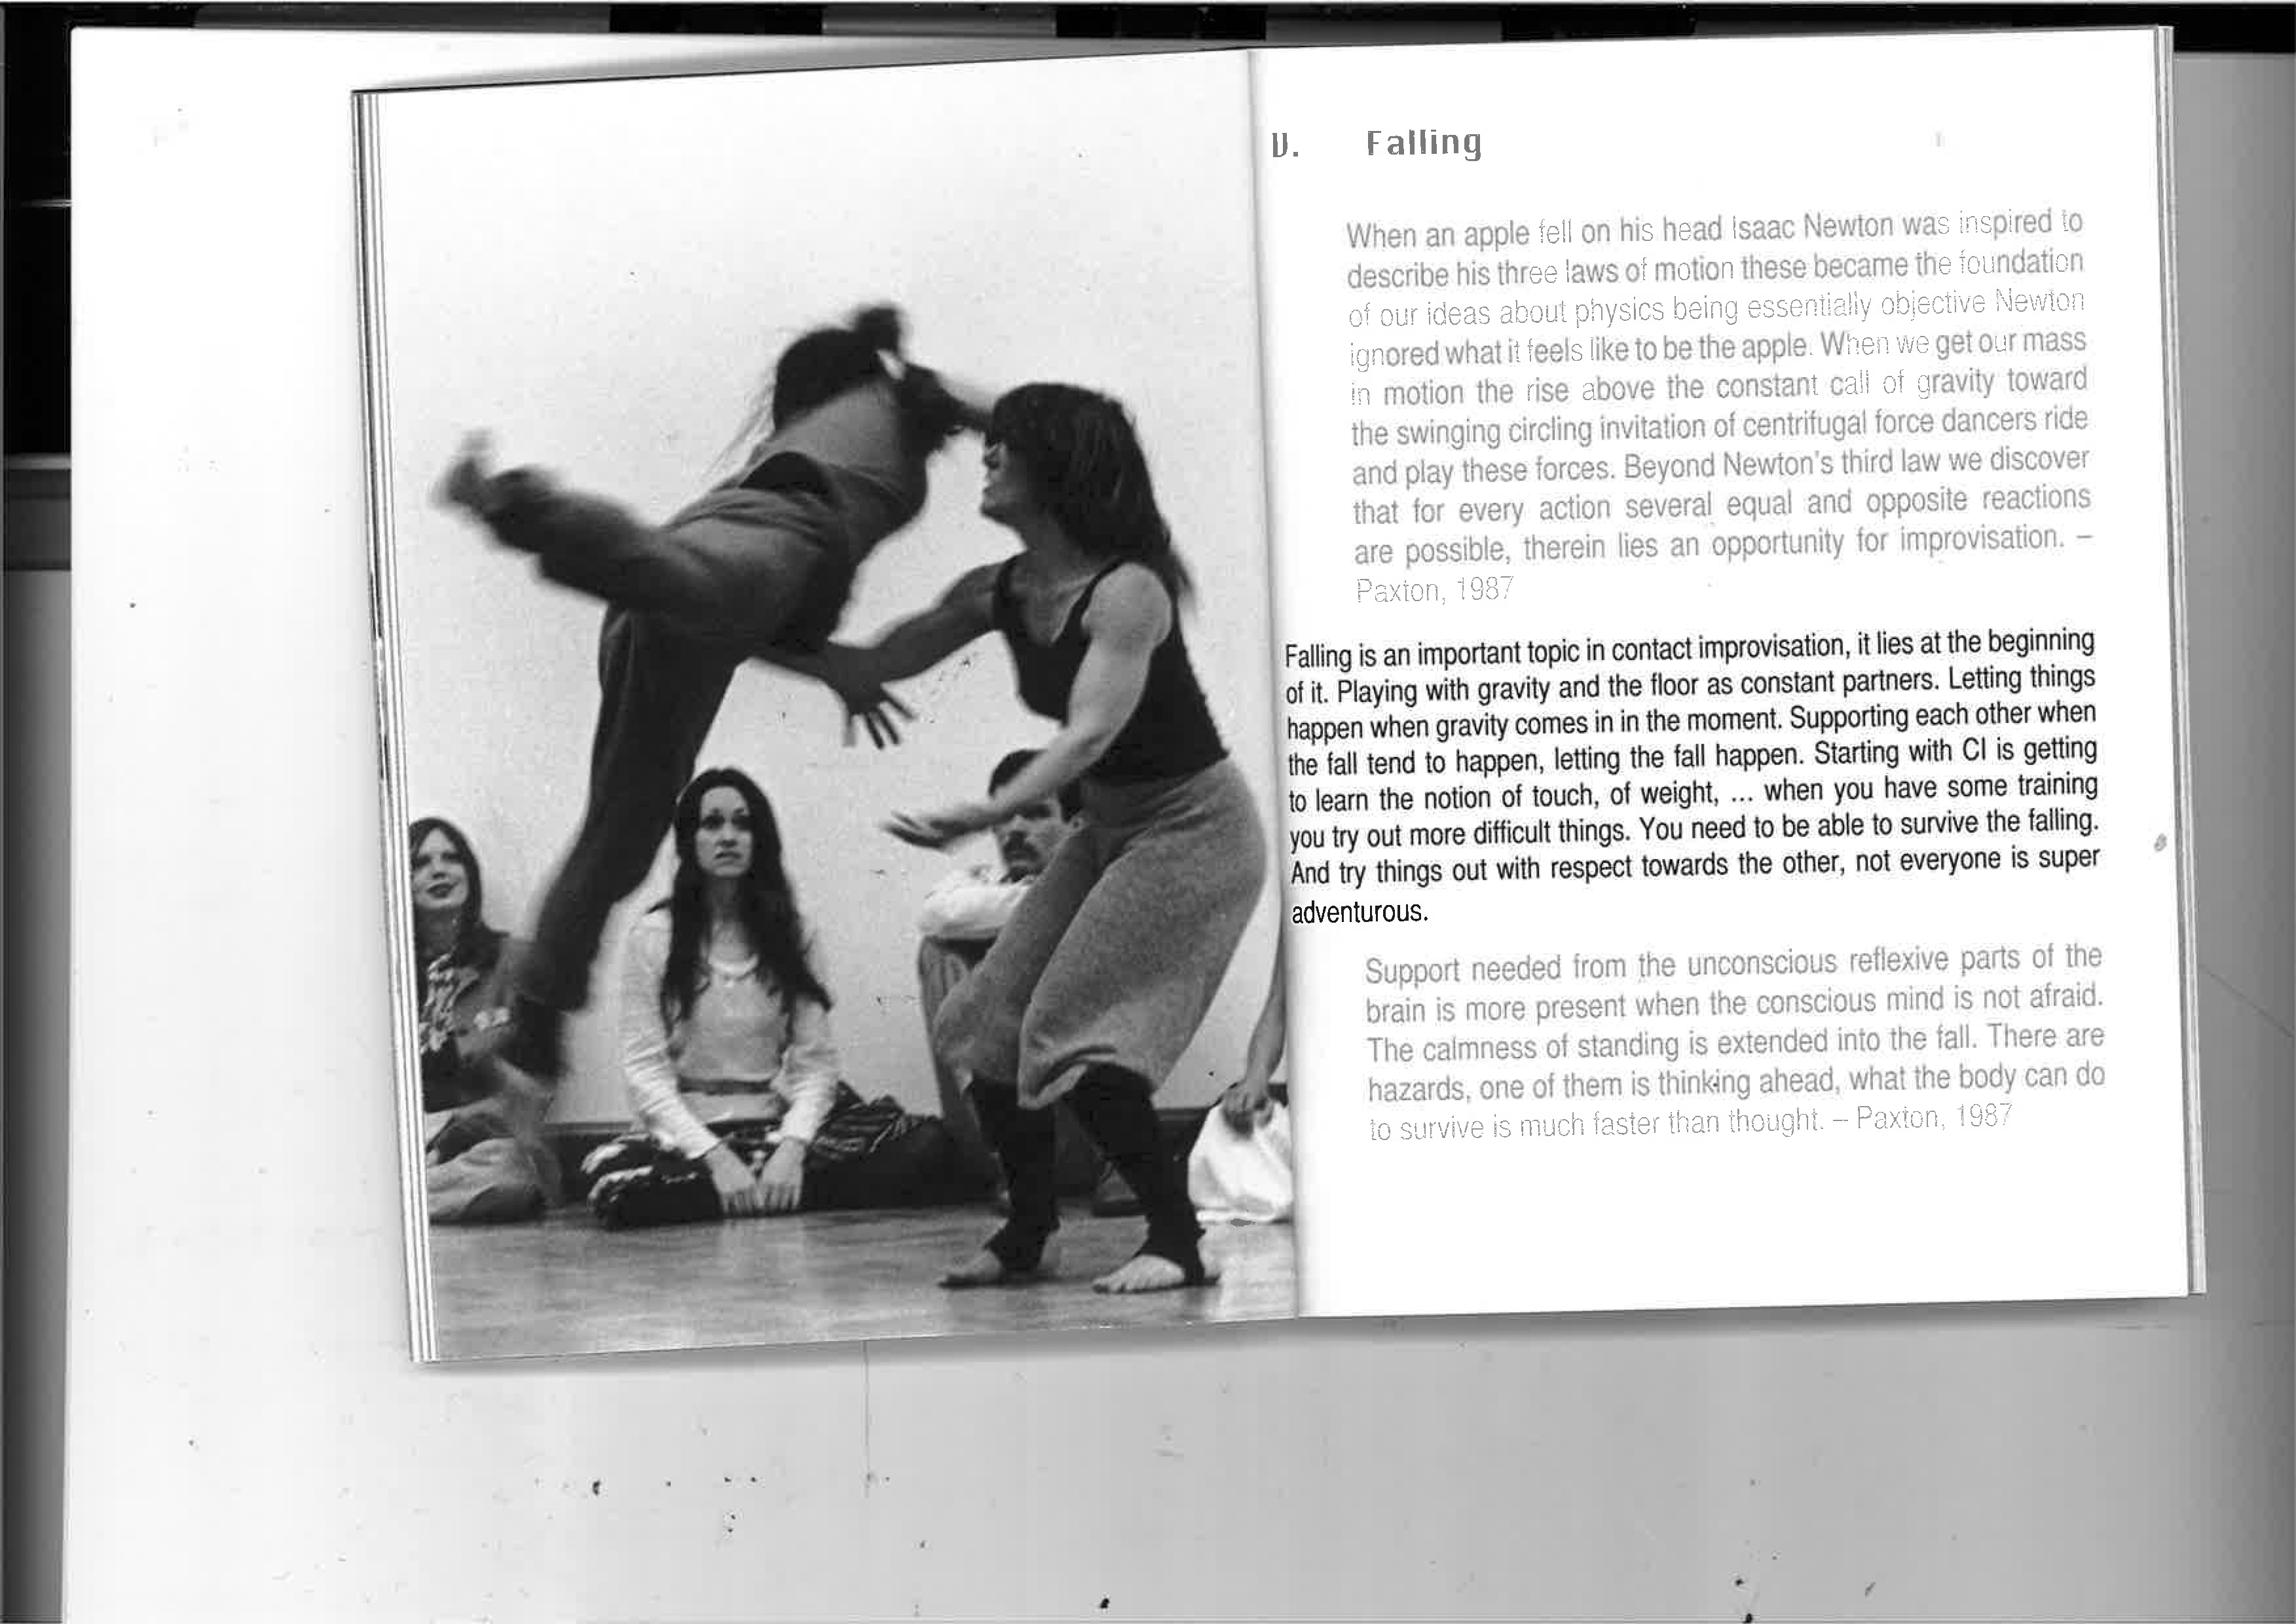 V. Falling
When an apple fell on his head Isaac Newton was inspired to
describe his three laws of motion these became the foundation
of our ideas about physics being essentially objective Newton
ignored what it feels like to be the apple. When we get our mass
in motion the rise above the constant call of gravity toward
the swinging circling invitation of centrifugal force dancers ride
and play these forces. Beyond Newton's third law we discover
that for every action several equal and opposite reactions
are possible, therein lies an opportunity for improvisation. –
Paxton, 1987
Falling is an important topic in contact improvisation, it lies at the beginning
of it. Playing with gravity and the floor as constant partners. Letting things
happen when gravity comes in in the moment. Supporting each other when
the fall tend to happen, letting the fall happen. Starting with CI is getting
to learn the notion of touch, of weight, ... when you have some training
you try out more difficult things. You need to be able to survive the falling.
And try things out with respect towards the other, not everyone is super
adventurous.
Support needed from the unconscious reflexive parts of the
brain is more present when the conscious mind is not afraid.
The calmness of standing is extended into the fall. There are
hazards, one of them is thinking ahead, what the body can do
to survive is much faster than thought. – Paxton, 1987